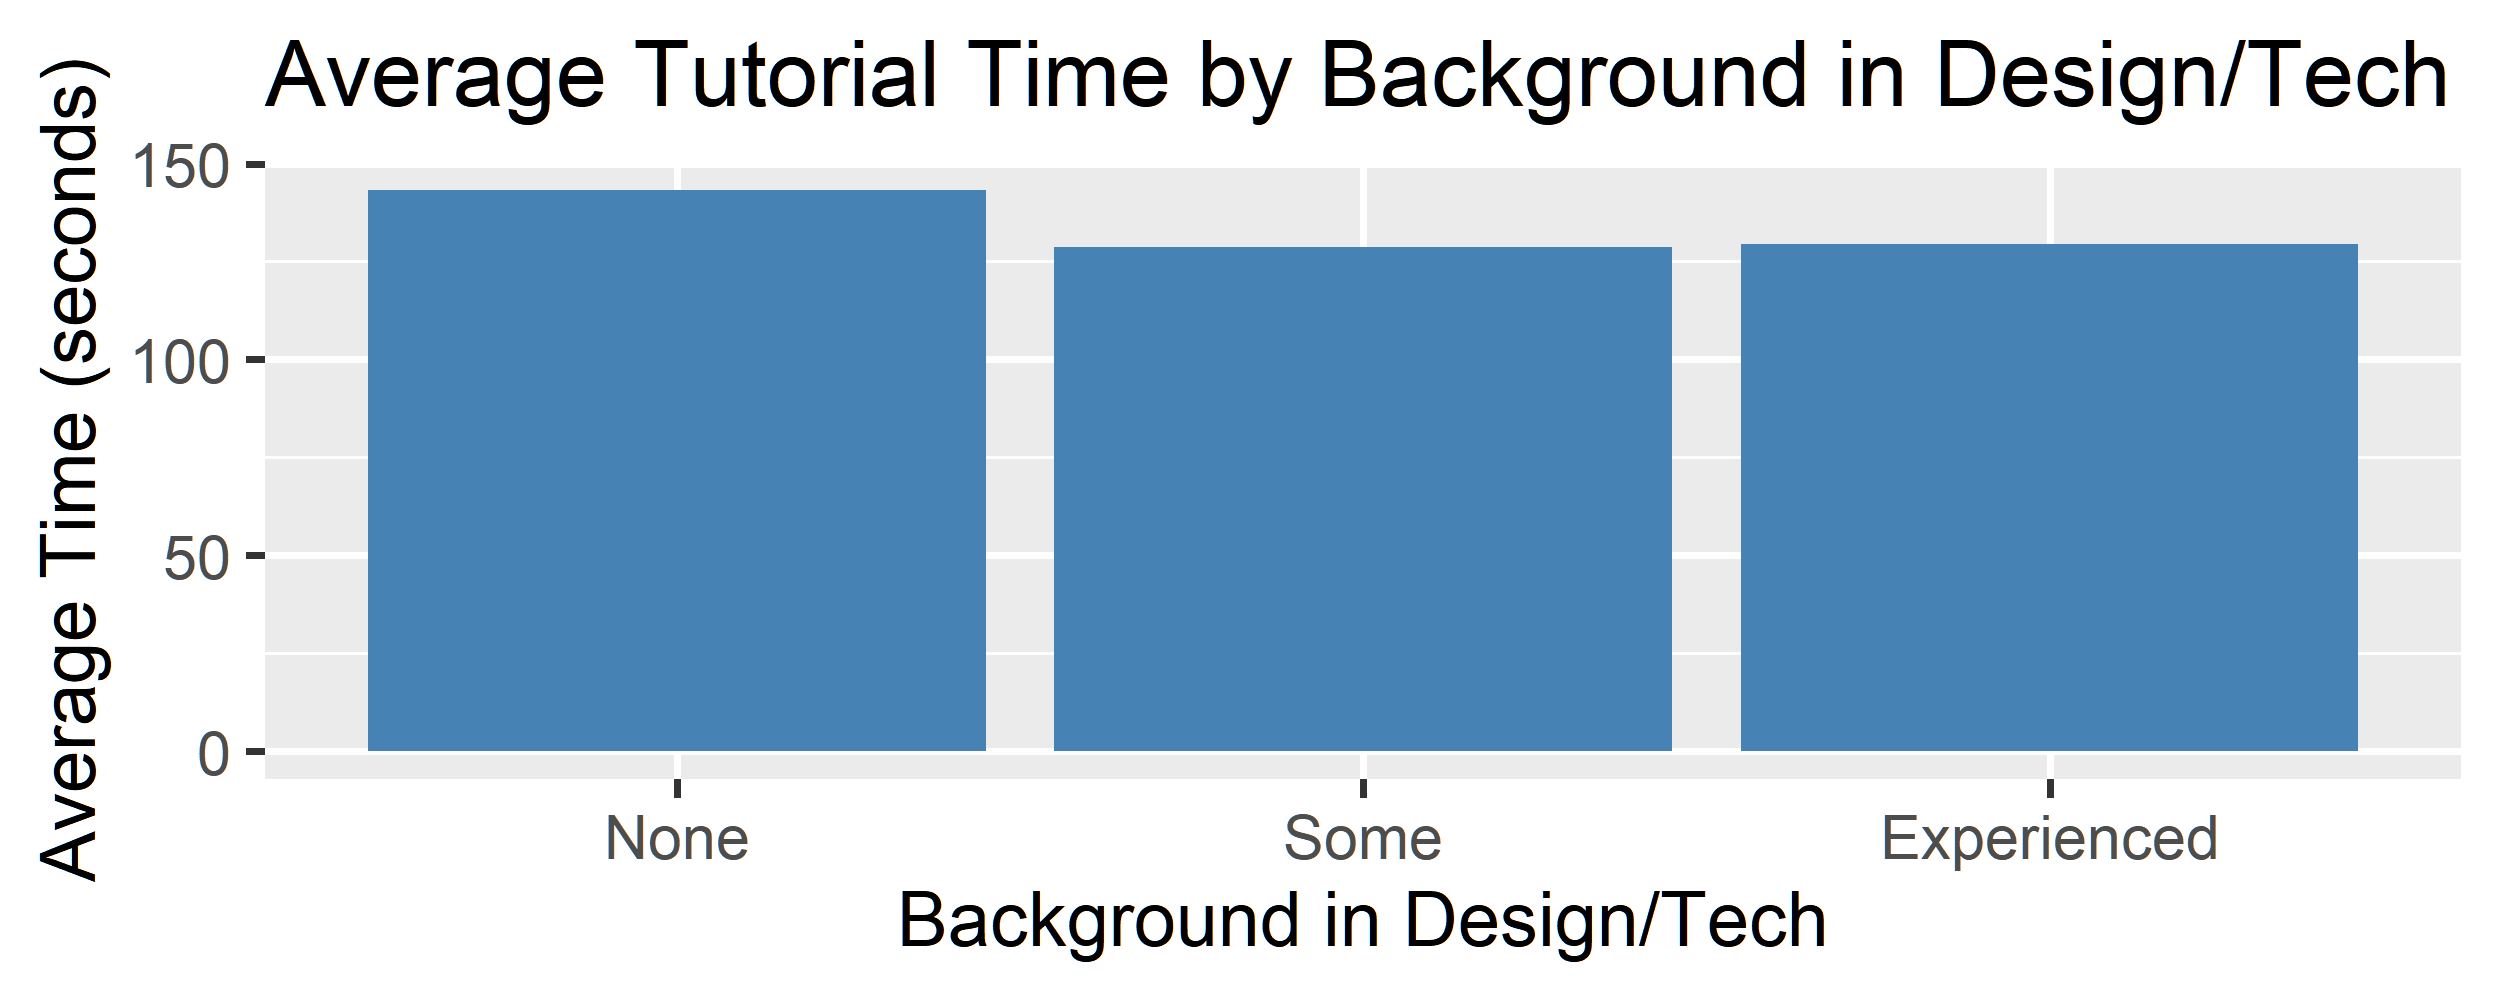 Average Tutorial Time by Background in Design/Tech
Average Time (seconds)
150
100
50
0
None
Some
Experienced
Background in Design/Tech